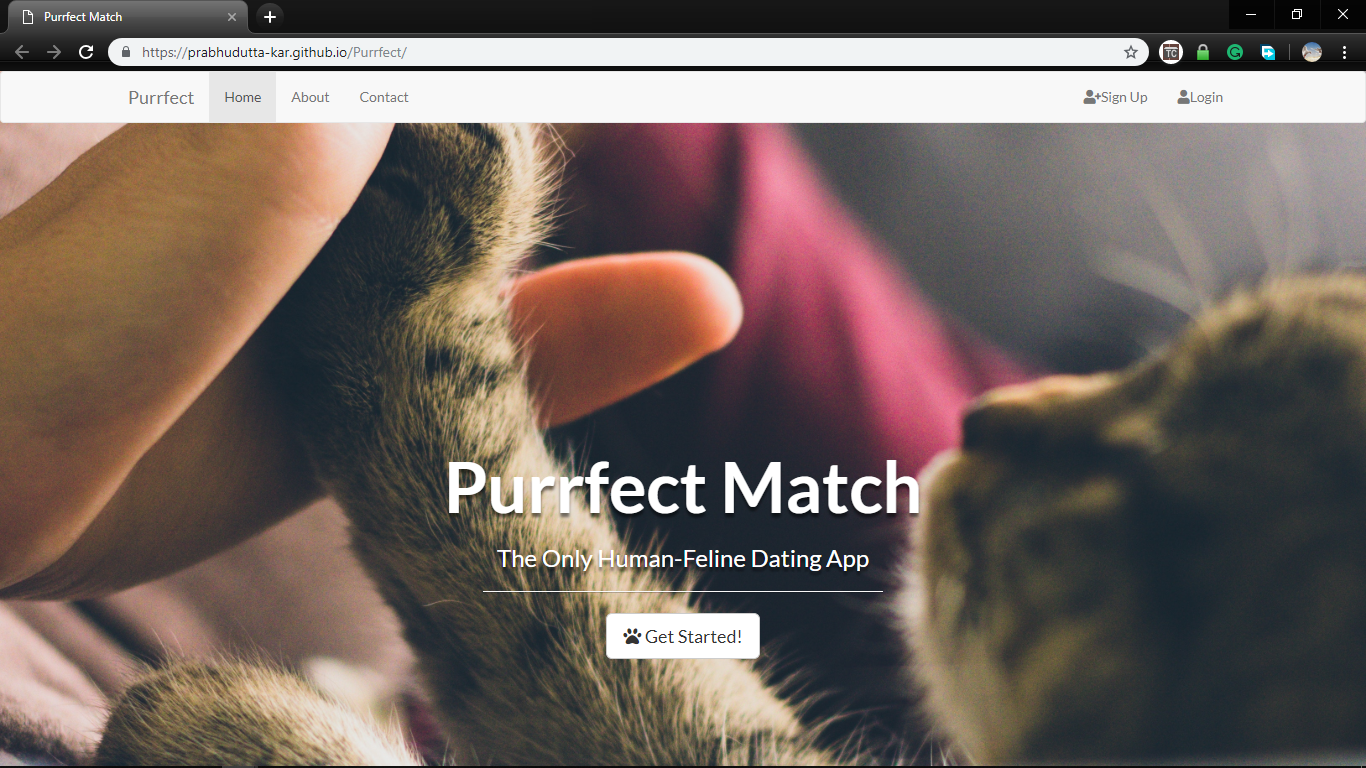 Purrfect Match
https://prabhudutta-kar.github.io/Purrfect/
TC
Purrfect Home About Contact Sign Up Login
Purrfect Match
The Only Human-Feline Dating App
Get Started!